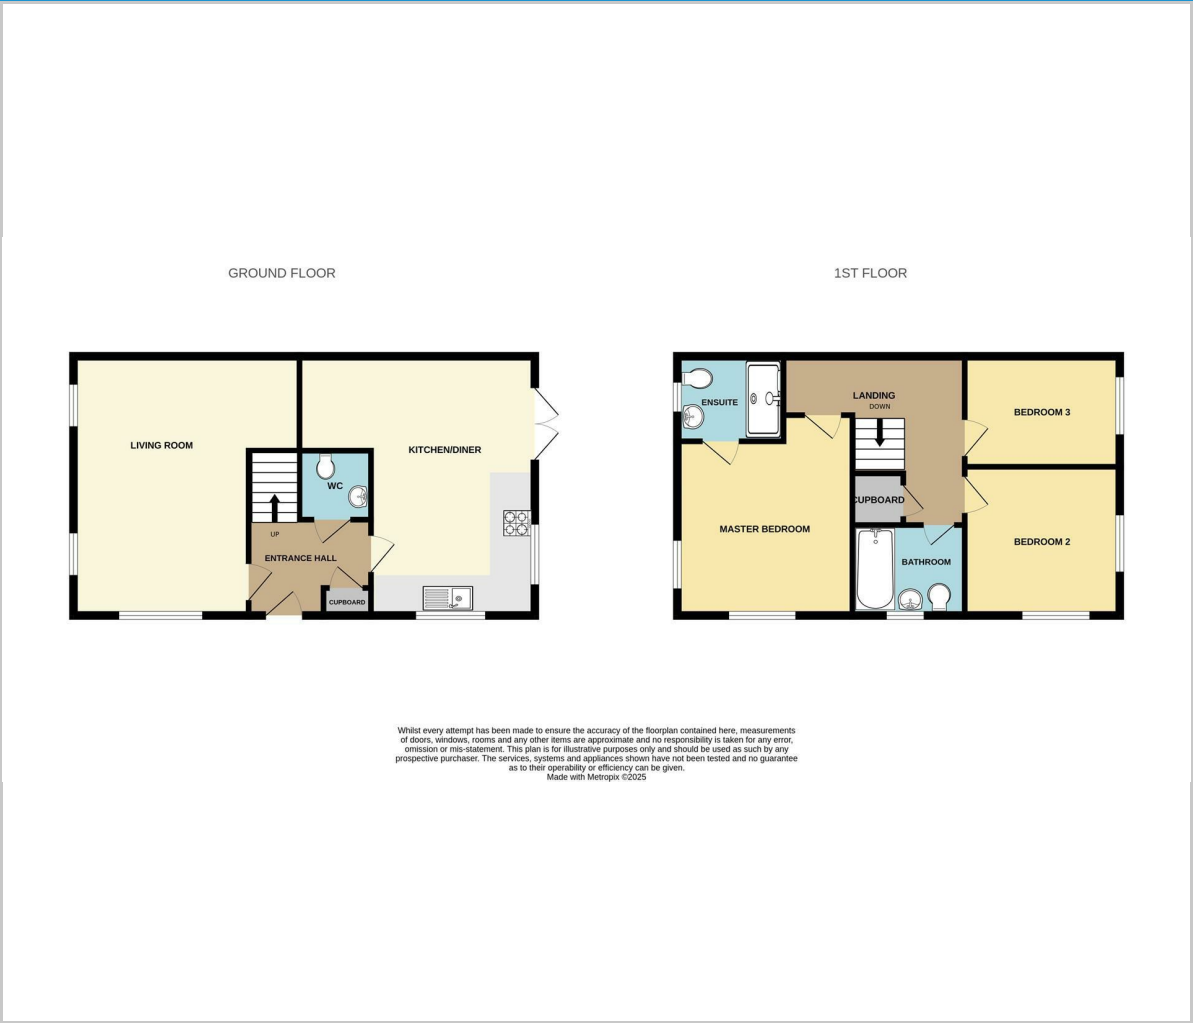 GROUND FLOOR
LIVING ROOM
KITCHEN/DINER
WC
UP
ENTRANCE HALL
CUPBOARD
1ST FLOOR
ENSUITE
LANDING
DOWN
BEDROOM 3
CUPBOARD
MASTER BEDROOM
BEDROOM 2
BATHROOM
Whilst every attempt has been made to ensure the accuracy of the floorplan contained here, measurements
of doors, windows, rooms and any other items are approximate and no responsibility is taken for any error,
omission or mis-statement. This plan is for illustrative purposes only and should be used as such by any
prospective purchaser. The services, systems and appliances shown have not been tested and no guarantee
as to their operability or efficiency can be given.
Made with Metropix ©2025